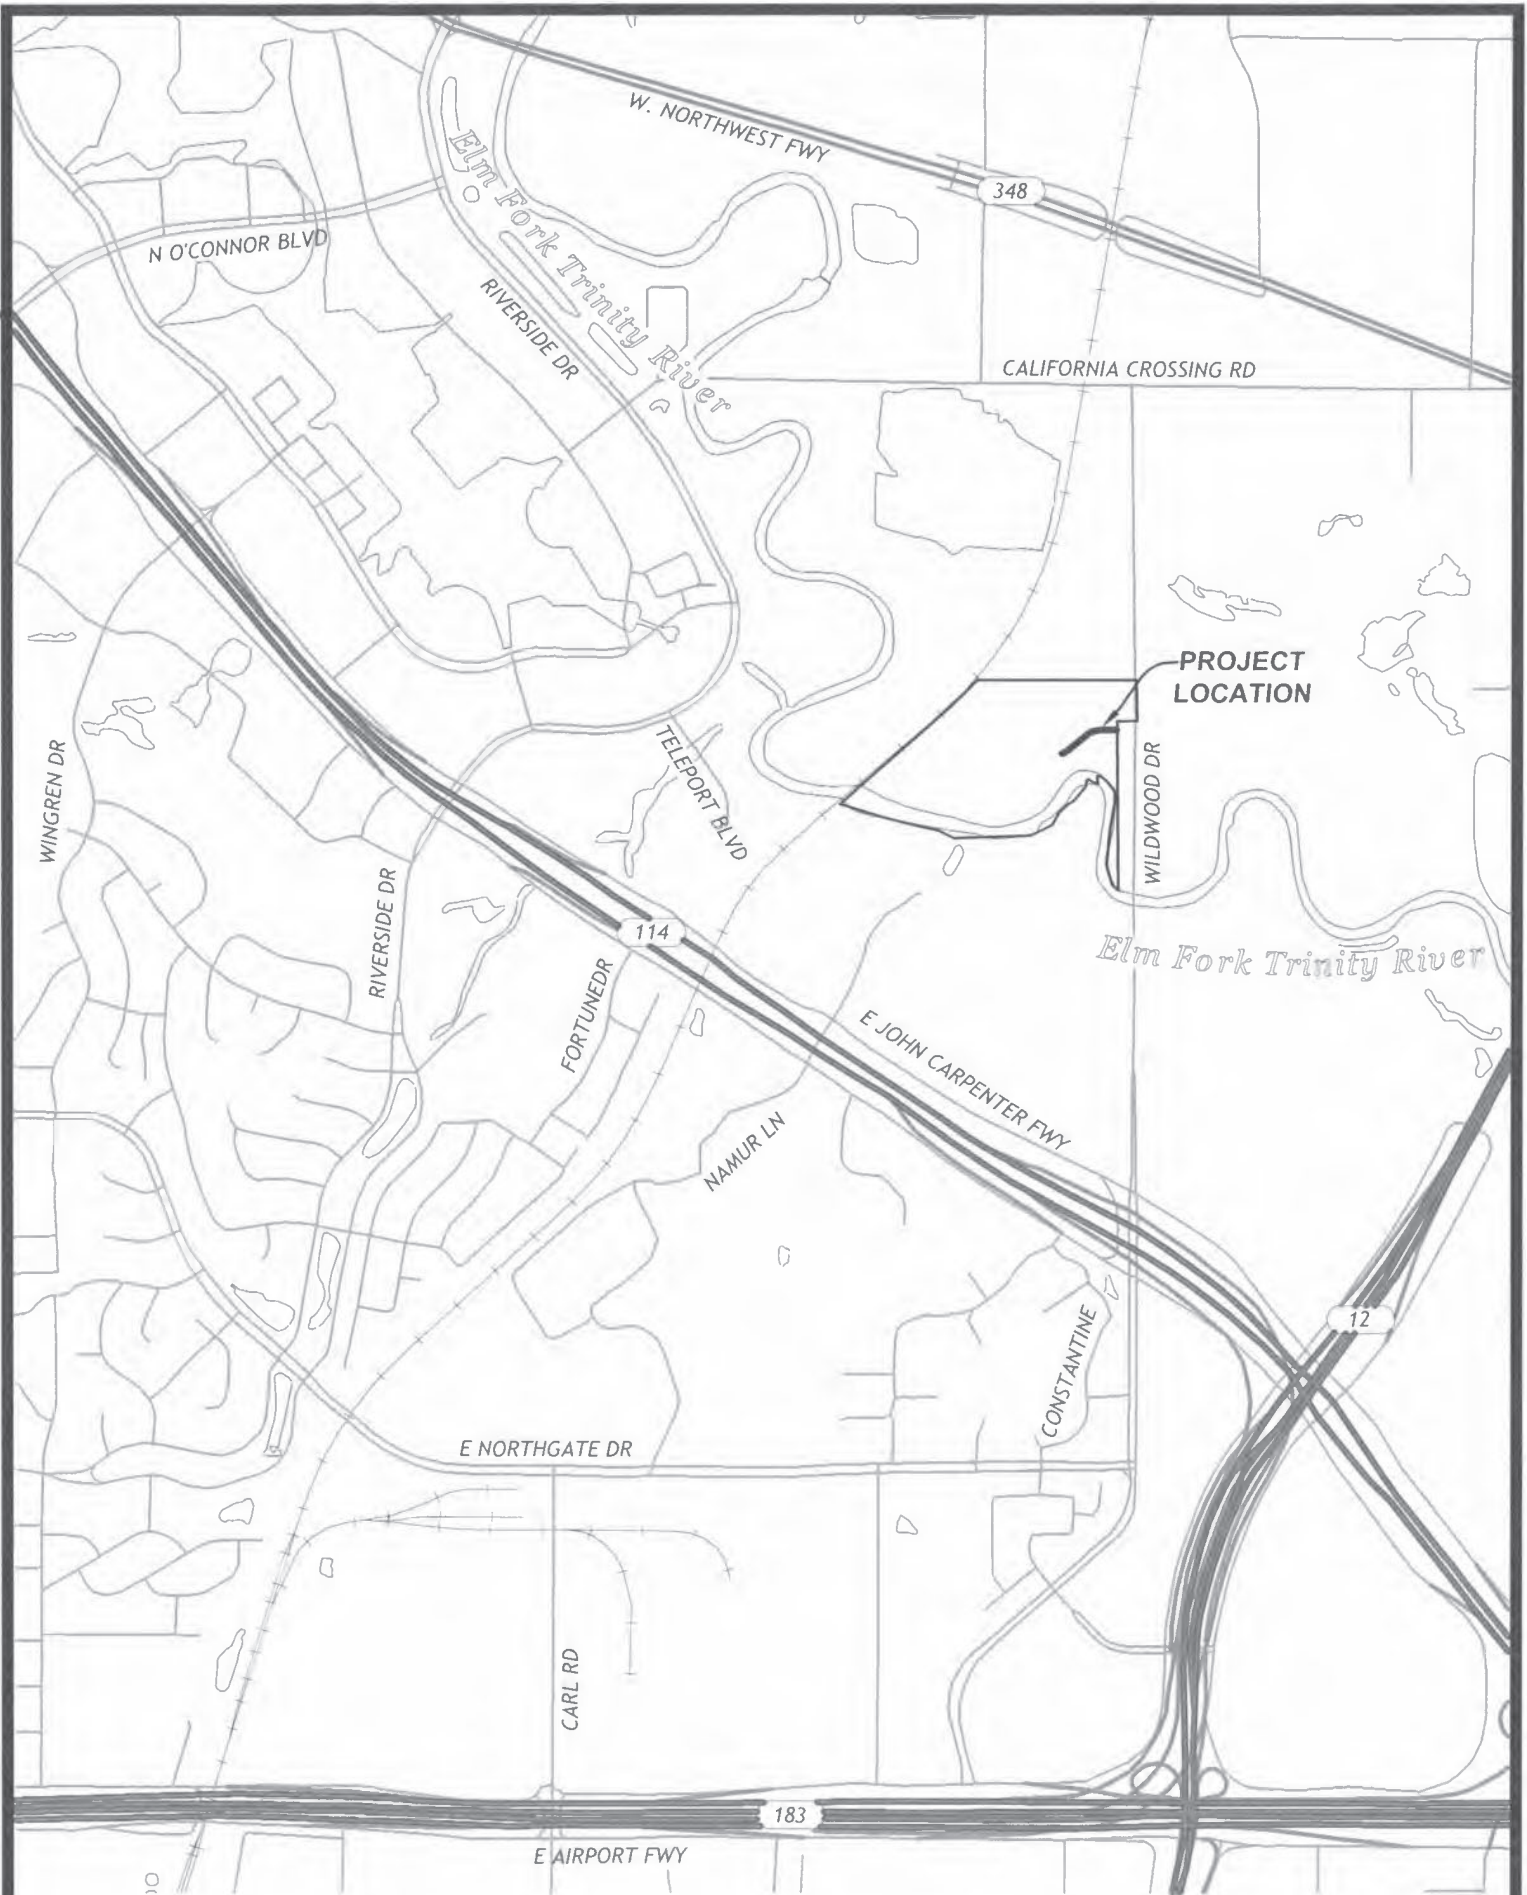 W. NORTHWEST FWY
348
Elm Fork Trinity River
N O'CONNOR BLVD
RIVERSIDE DR
CALIFORNIA CROSSING RD
PROJECT
LOCATION
WINGREN DR
TELEPORT BLVD
WILDWOOD DR
RIVERSIDE DR
114
Elm Fork Trinity River
FORTUNEDR
E JOHN CARPENTER FWY
NAMUR LN
12
CONSTANTINE
E NORTHGATE DR
CARL RD
183
E AIRPORT FWY